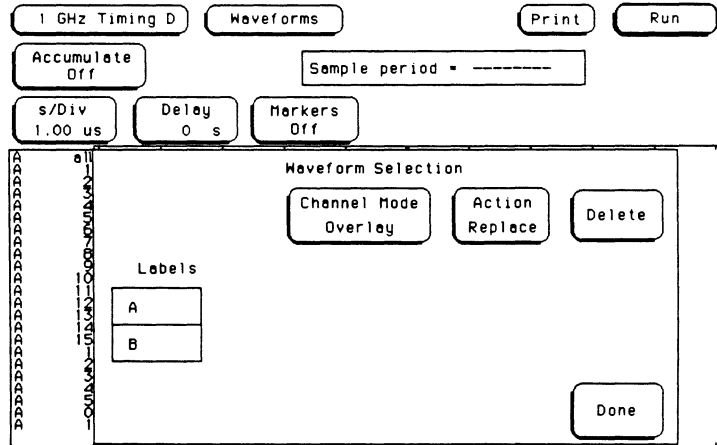 1 GHz Timing D
Waveforms
Print
Run
Accumulate
Off
Sample period = --------
s/Div
1.00 us
Delay
0 s
Markers
Off
A all
A 1
A 2
A 3
A 4
A 5
A 6
A 7
A 8
A 9
A 10
A 11
A 12
A 13
A 14
A 15
A 1
A 2
A 3
A 4
A 5
A 0
A 1
Waveform Selection
Channel Mode
Overlay
Action
Replace
Delete
Labels
A
B
Done